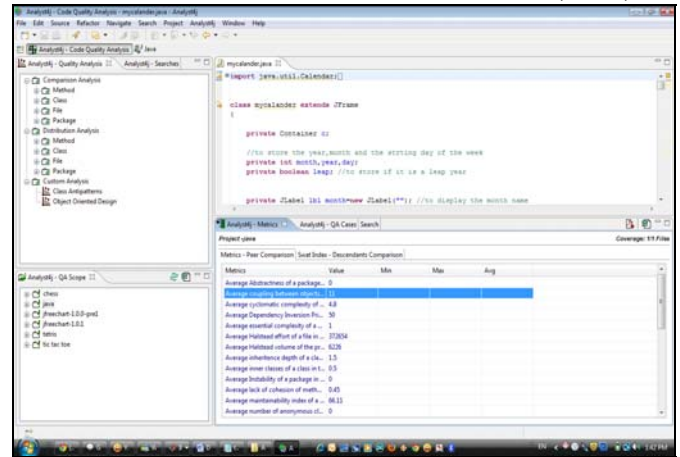 Analyst4j - Code Quality Analysis - mycalander.java - Analyst4j
File Edit Source Refactor Navigate Search Project Analyst4j Window Help
Analyst4j - Code Quality Analysis Java
Analyst4j - Quality Analysis Analyst4j - Searches
Comparison Analysis
Method
Class
File
Package
Distribution Analysis
Method
Class
File
Package
Custom Analysis
Class Antipatterns
Object Oriented Design
mycalander.java
import java.util.Calendar;
class mycalander extends JFrame
{
private Container c;
//to store the year,month and the strting day of the week
private int month,year,day;
private boolean leap; //to store if it is a leap year
private JLabel lbl month=new JLabel(""); //to display the month name
Analyst4j - Metrics Analyst4j - QA Cases Search
Project -java Coverage: 1/1 Files
Metrics - Peer Comparison Swat Index - Descendants Comparison
Metrics Value Min Max Avg
Average Abstractness of a package... 0
Average coupling between objects... 11
Average cyclomatic complexity of ... 4.8
Average Dependency Inversion Pri... 50
Average essential complexity of a ... 1
Average Halstead effort of a file in ... 372654
Average Halstead volume of the pr... 6226
Average inheritence depth of a cla... 1.5
Average inner classes of a class in t... 0.5
Average Instability of a package in ... 0
Average lack of cohesion of meth... 0.45
Average maintainability index of a ... 66.11
Average number of anonymous cl... 0
Analyst4j - QA Scope
chess
java
jfreechart-1.0.0-pre1
jfreechart-1.0.1
tetris
tic tac toe
EN 1:42 PM